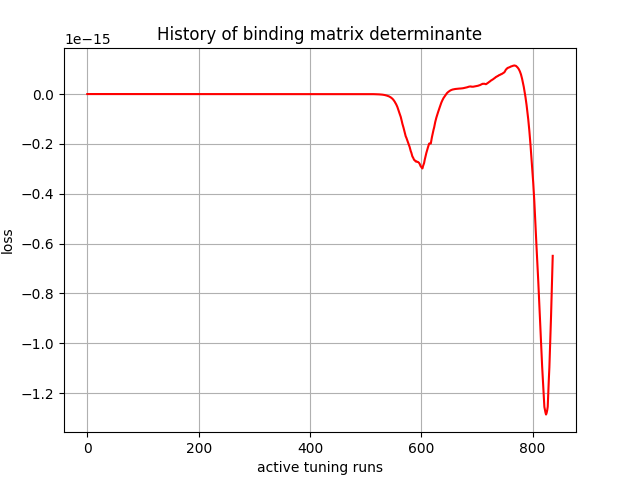 History of binding matrix determinante
1e−15
0.0
−0.2
−0.4
−0.6
−0.8
−1.0
−1.2
loss
0 200 400 600 800
active tuning runs